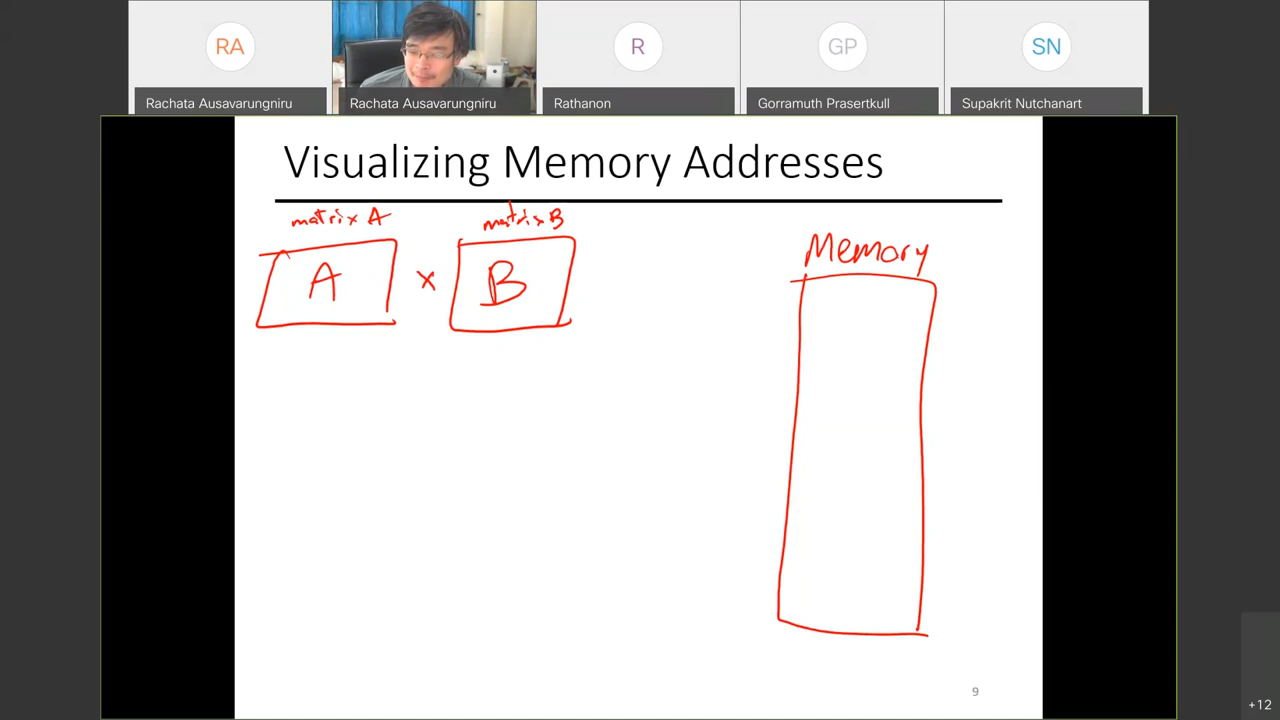 RA
R
GP
SN
Rachata Ausavarungniru
Rachata Ausavarungniru
Rathanon
Gorramuth Prasertkull
Supakrit Nutchanart
Visualizing Memory Addresses
matrix A
matrix B
Memory
A x B
9
+12